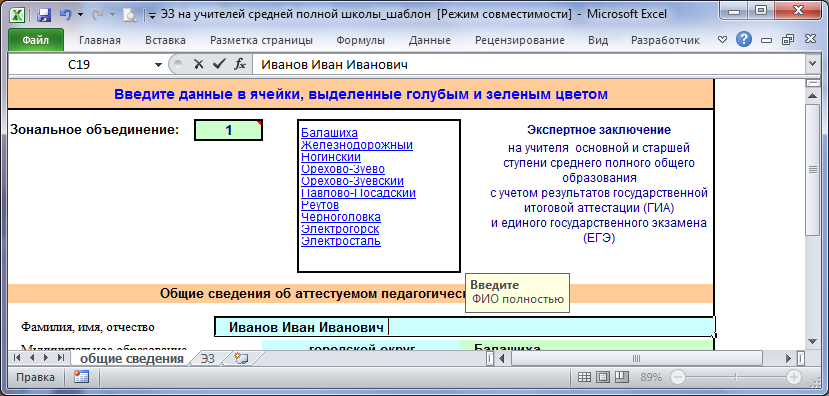 ЭЗ на учителей средней полной школы_шаблон [Режим совместимости] - Microsoft Excel
Файл Главная Вставка Разметка страницы Формулы Данные Рецензирование Вид Разработчик
C19 fx Иванов Иван Иванович
Введите данные в ячейки, выделенные голубым и зеленым цветом
Зональное объединение: 1
Балашиха
Железнодорожный
Ногинский
Орехово-Зуево
Орехово-Зуевский
Павлово-Посадский
Реутов
Черноголовка
Электрогорск
Электросталь
Экспертное заключение
на учителя основной и старшей
ступени среднего полного общего
образования
с учетом результатов государственной
итоговой аттестации (ГИА)
и единого государственного экзамена
(ЕГЭ)
Введите
ФИО полностью
Общие сведения об аттестуемом педагогическ
Фамилия, имя, отчество Иванов Иван Иванович
Муниципальное образование городской округ Балашиха
общие сведения ЭЗ
Правка 89%